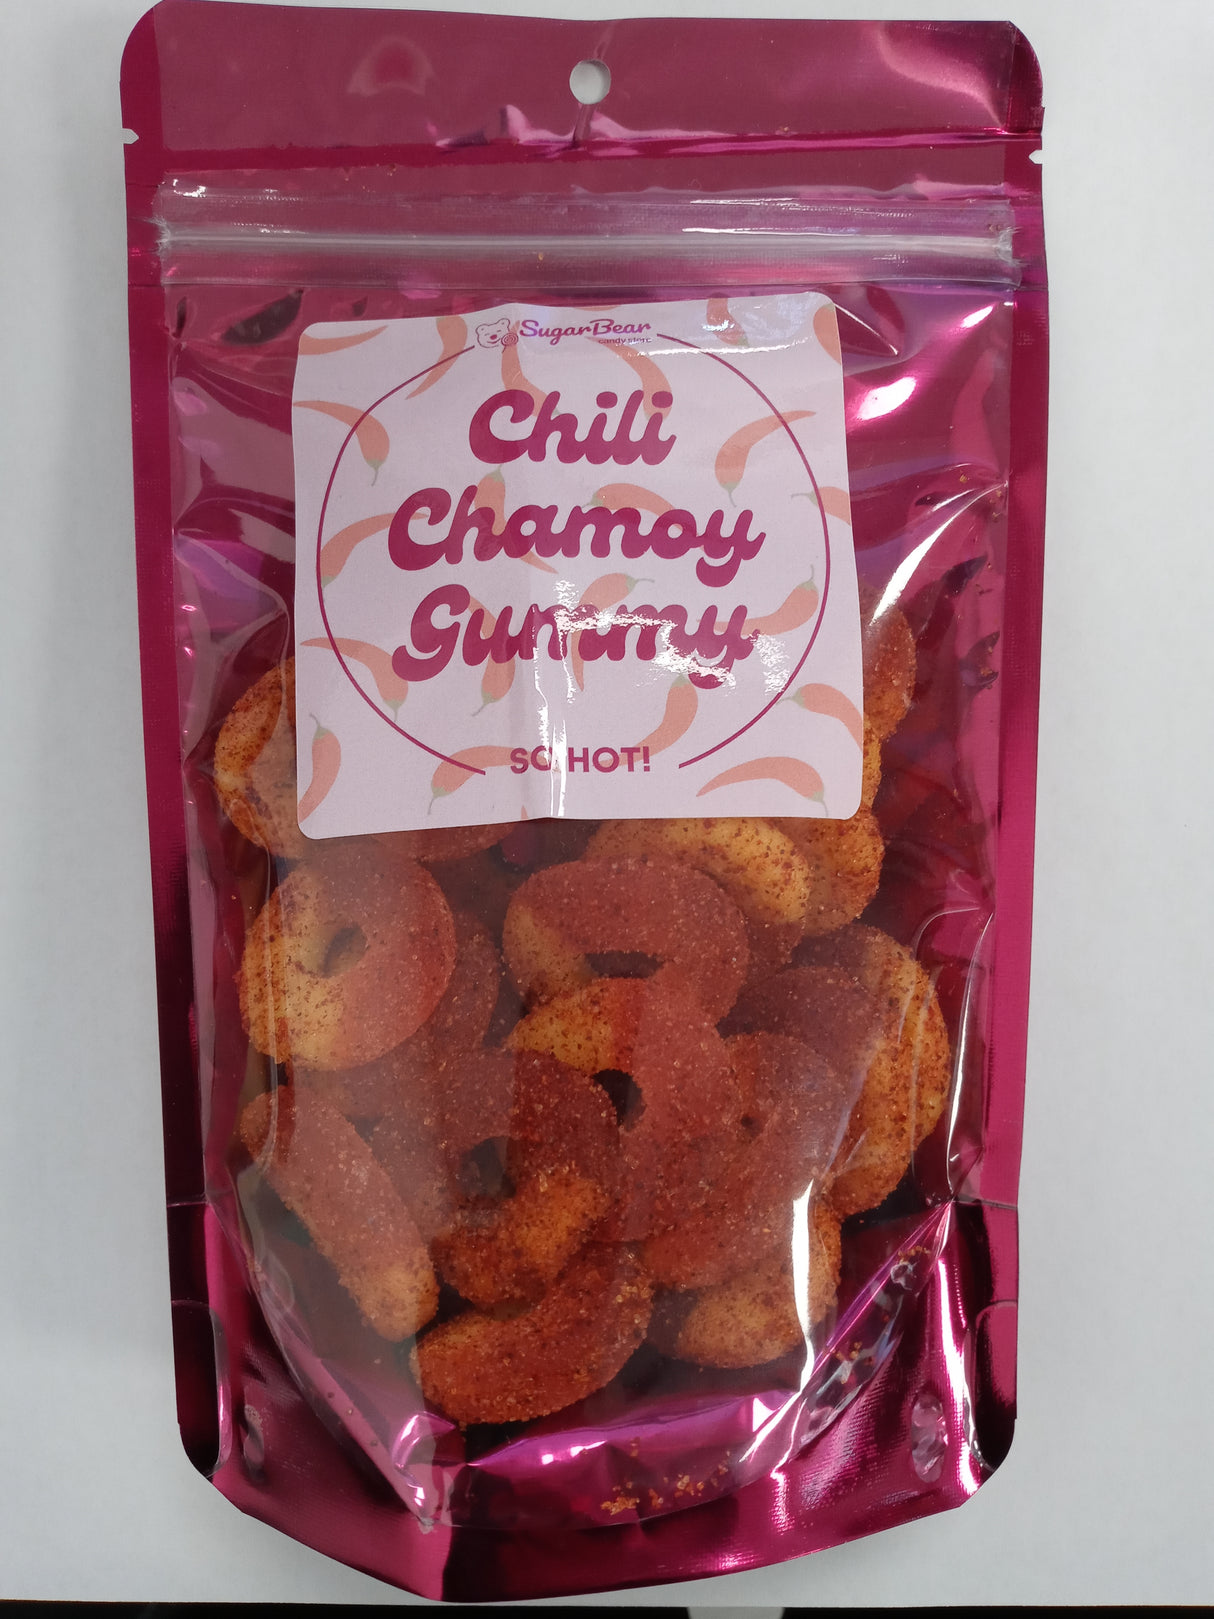 SugarBear
candy store
Chili
Chamoy
Gummy
SO HOT!